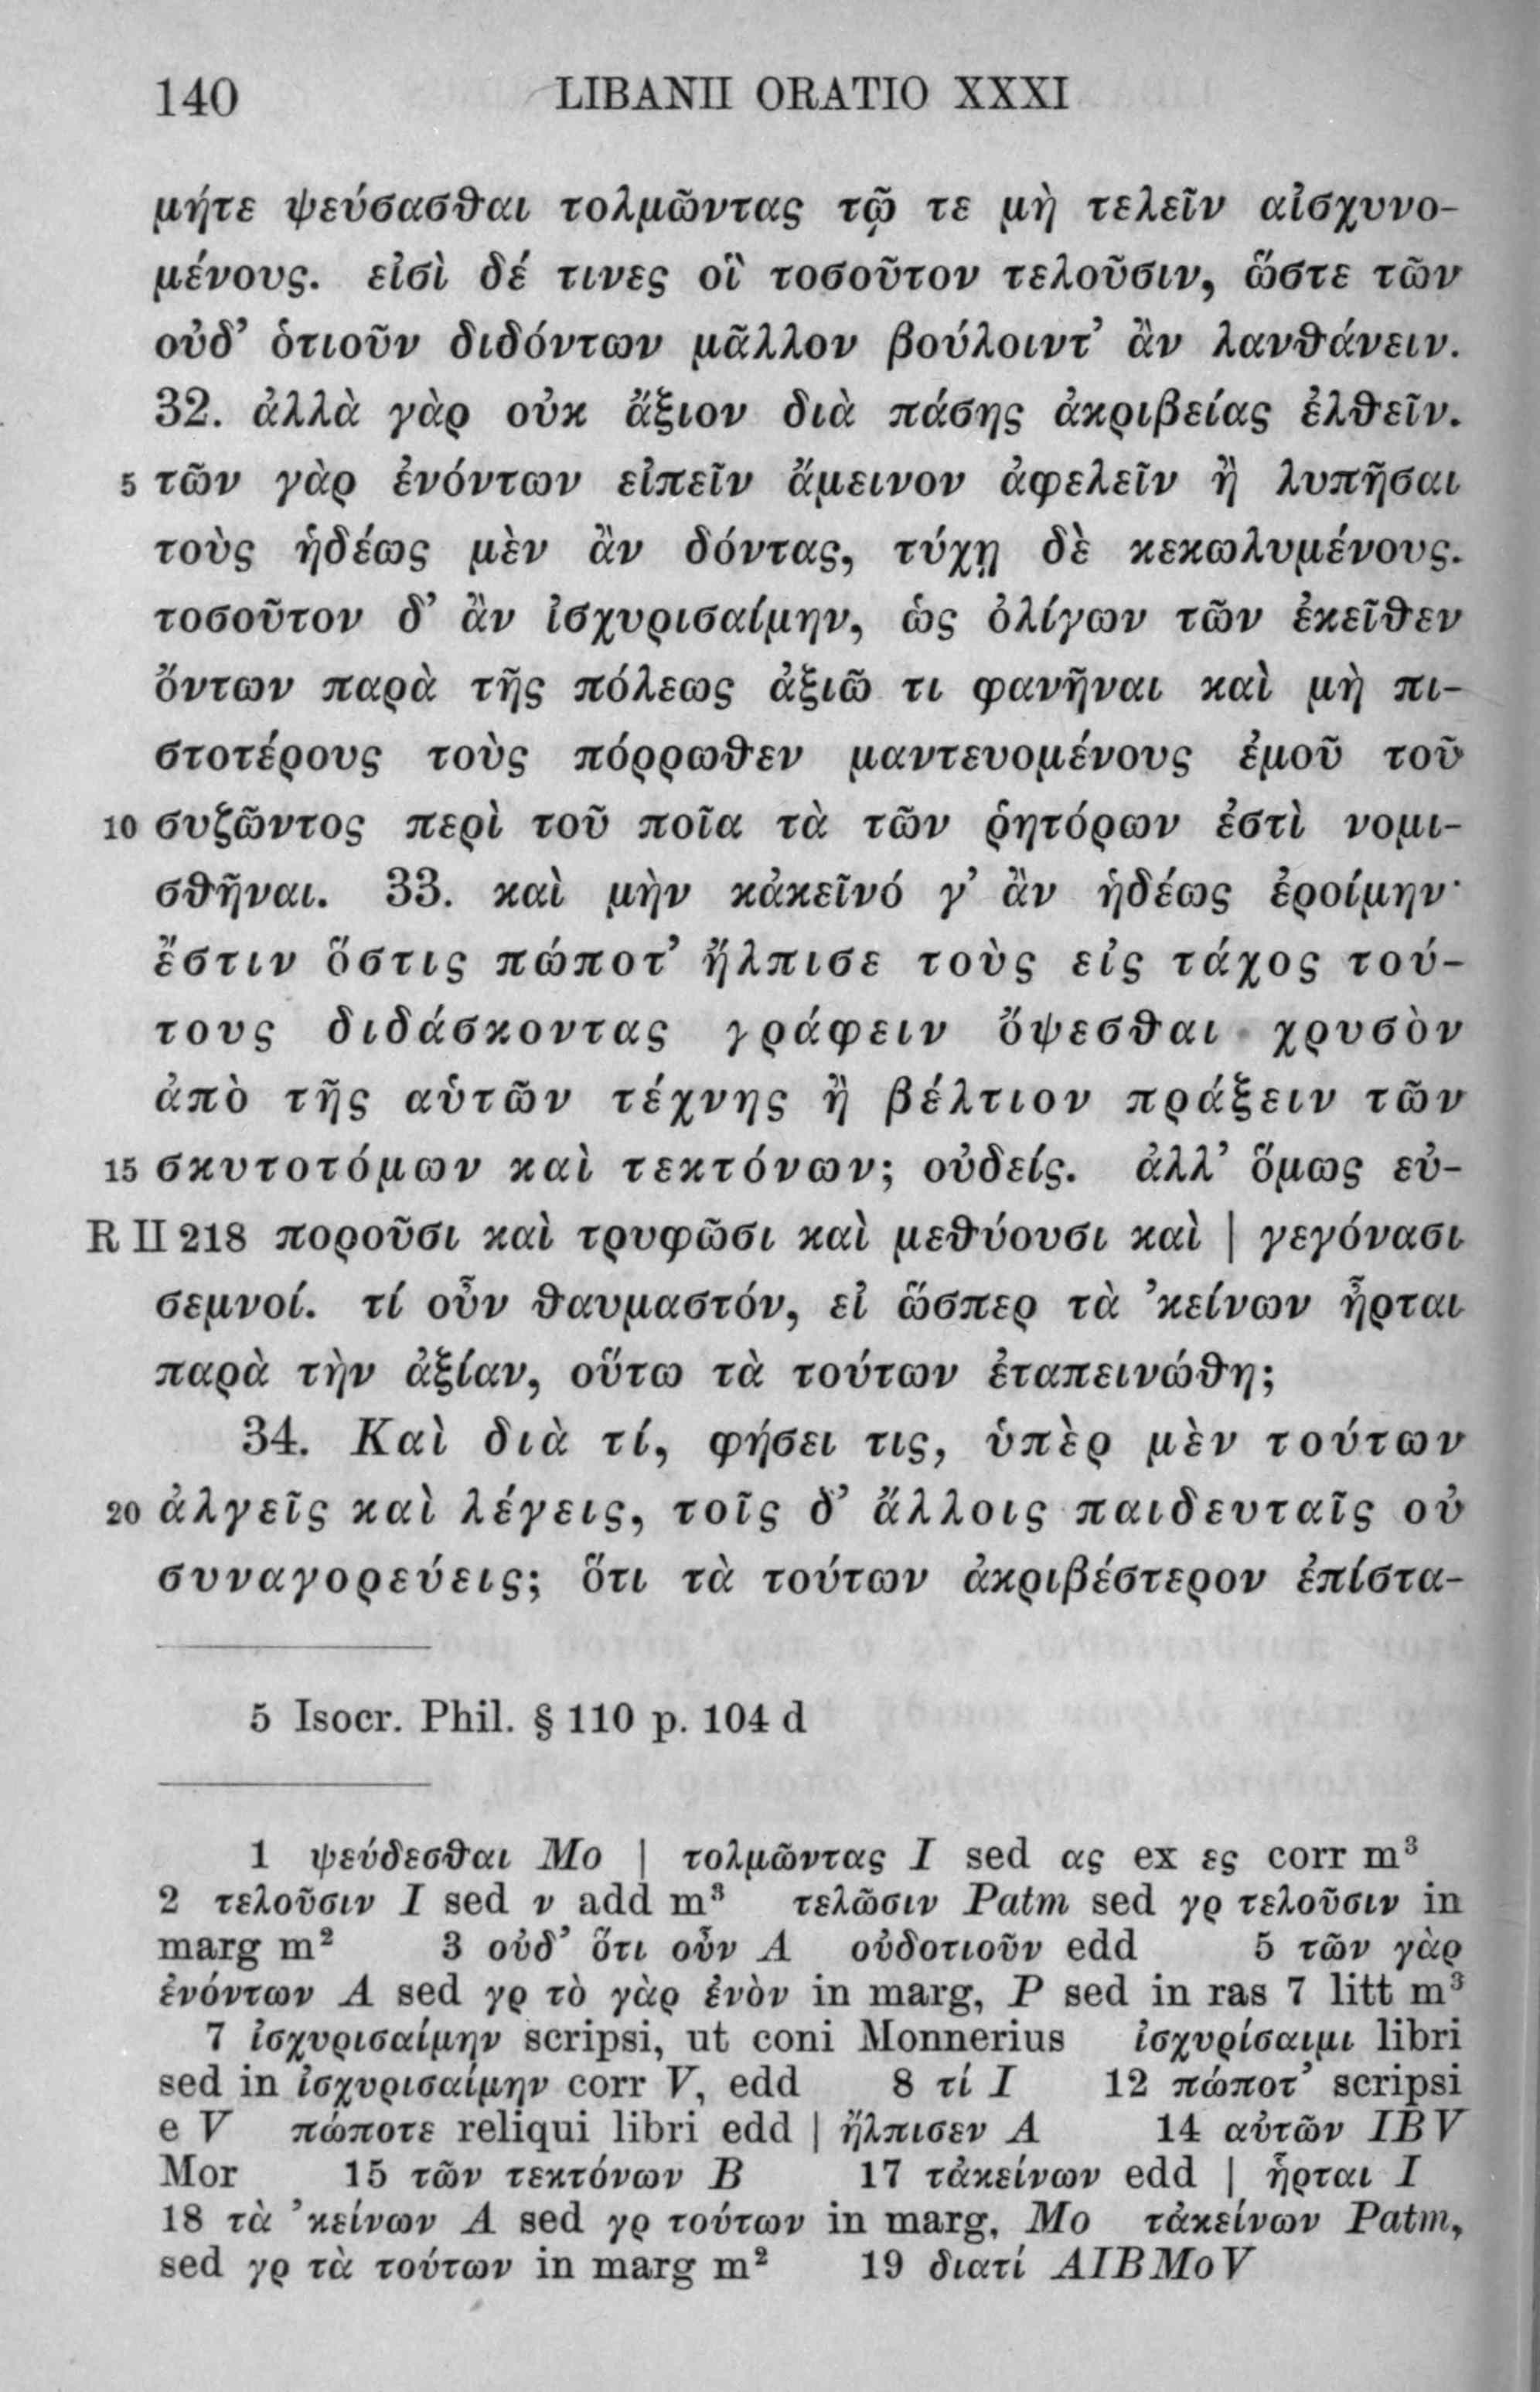 140 LIBANII ORATIO XXXI
μήτε ψεύσασθαι τολμῶντας τῷ τε μὴ τελεῖν αἰσχυνο-
μένους. εἰσὶ δέ τινες οἳ τοσοῦτον τελοῦσιν, ὥστε τῶν
οὐδ’ ὁτιοῦν διδόντων μᾶλλον βούλοιντ’ ἂν λανθάνειν.
32. ἀλλὰ γὰρ οὐκ ἄξιον διὰ πάσης ἀκριβείας ἐλθεῖν.
5 τῶν γὰρ ἐνόντων εἰπεῖν ἄμεινον ἀφελεῖν ἢ λυπῆσαι
τοὺς ἡδέως μὲν ἂν δόντας, τύχῃ δὲ κεκωλυμένους.
τοσοῦτον δ’ ἂν ἰσχυρισαίμην, ὡς ὀλίγων τῶν ἐκεῖθεν
ὄντων παρὰ τῆς πόλεως ἀξιῶ τι φανῆναι καὶ μὴ πι-
στοτέρους τοὺς πόρρωθεν μαντευομένους ἐμοῦ τοῦ
10 συζῶντος περὶ τοῦ ποῖα τὰ τῶν ῥητόρων ἐστὶ νομι-
σθῆναι. 33. καὶ μὴν κἀκεῖνό γ’ ἂν ἡδέως ἐροίμην·
ἔστιν ὅστις πώποτ’ ἤλπισε τοὺς εἰς τάχος τού-
τους διδάσκοντας γράφειν ὄψεσθαι χρυσὸν
ἀπὸ τῆς αὑτῶν τέχνης ἢ βέλτιον πράξειν τῶν
15 σκυτοτόμων καὶ τεκτόνων; οὐδείς. ἀλλ’ ὅμως εὐ-
R II 218 ποροῦσι καὶ τρυφῶσι καὶ μεθύουσι καὶ | γεγόνασι
σεμνοί. τί οὖν θαυμαστόν, εἰ ὥσπερ τὰ ’κείνων ἦρται
παρὰ τὴν ἀξίαν, οὕτω τὰ τούτων ἐταπεινώθη;
34. Καὶ διὰ τί, φήσει τις, ὑπὲρ μὲν τούτων
20 ἀλγεῖς καὶ λέγεις, τοῖς δ’ ἄλλοις παιδευταῖς οὐ
συναγορεύεις; ὅτι τὰ τούτων ἀκριβέστερον ἐπίστα-
5 Isocr. Phil. § 110 p. 104 d
1 ψεύδεσθαι Mo | τολμῶντας I sed ας ex ες corr m³
2 τελοῦσιν I sed ν add m³ τελῶσιν Patm sed γρ τελοῦσιν in
marg m² 3 οὐδ’ ὅτι οὖν A οὐδοτιοῦν edd 5 τῶν γὰρ
ἐνόντων A sed γρ τὸ γὰρ ἐνὸν in marg, P sed in ras 7 litt m³
7 ἰσχυρισαίμην scripsi, ut coni Monnerius ἰσχυρίσαιμι libri
sed in ἰσχυρισαίμην corr V, edd 8 τί I 12 πώποτ’ scripsi
e V πώποτε reliqui libri edd | ἤλπισεν A 14 αὐτῶν IBV
Mor 15 τῶν τεκτόνων B 17 τἀκείνων edd | ᾖρται I
18 τὰ ’κείνων A sed γρ τούτων in marg, Mo τἀκείνων Patm,
sed γρ τὰ τούτων in marg m² 19 διατί AIBMoV